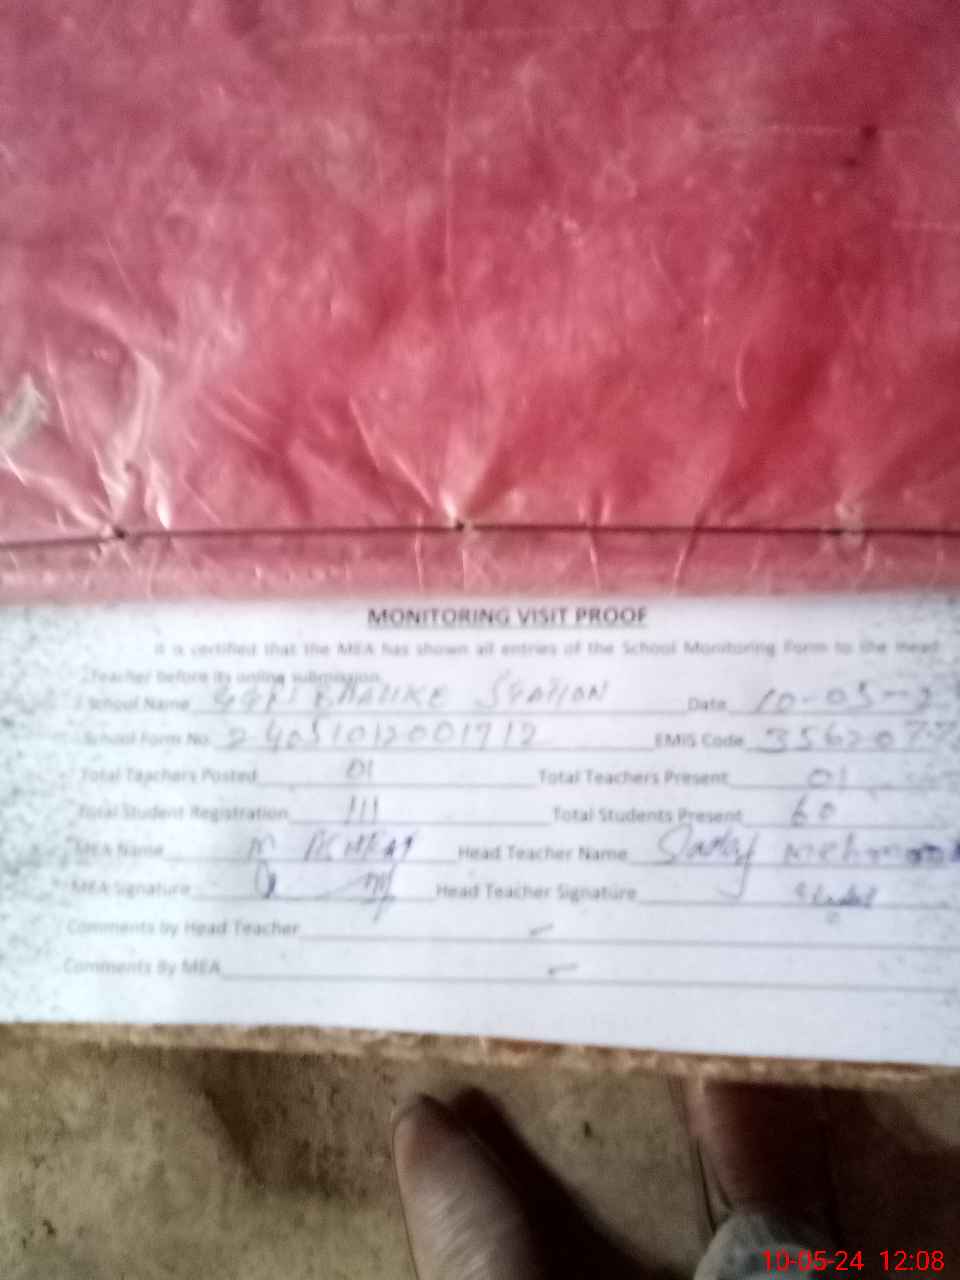 MONITORING VISIT PROOF
It is certified that the MEA has shown all entries of the School Monitoring Form to the Head
Teacher before its online submission.
School Name STATION Date 10-05-2
School Form No. EMIS Code
Total Teachers Posted 01 Total Teachers Present 01
Total Student Registration 111 Total Students Present 60
MEA Name M Head Teacher Name Mehmood
MEA Signature Head Teacher Signature
Comments by Head Teacher
Comments By MEA
10-05-24 12:08